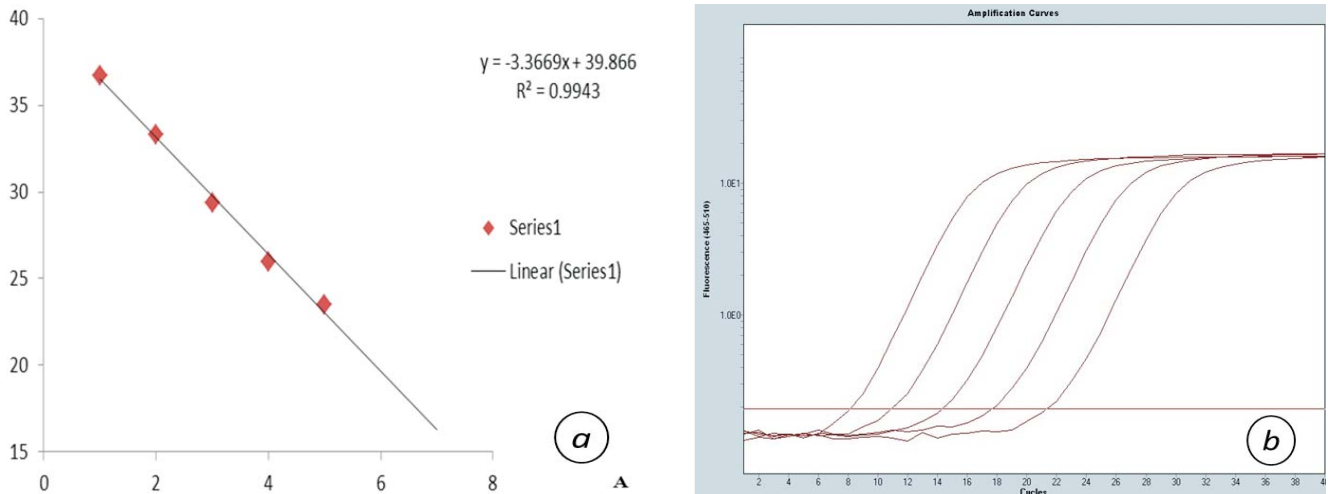 40
35
30
25
20
15
0
2
4
6
8
A
y = -3.3669x + 39.866
R² = 0.9943
Series1
Linear (Series1)
a
Amplification Curves
Fluorescence (465-510)
1.0E1
1.0E0
2 4 6 8 10 12 14 16 18 20 22 24 26 28 30 32 34 36 38 40
Cycles
b